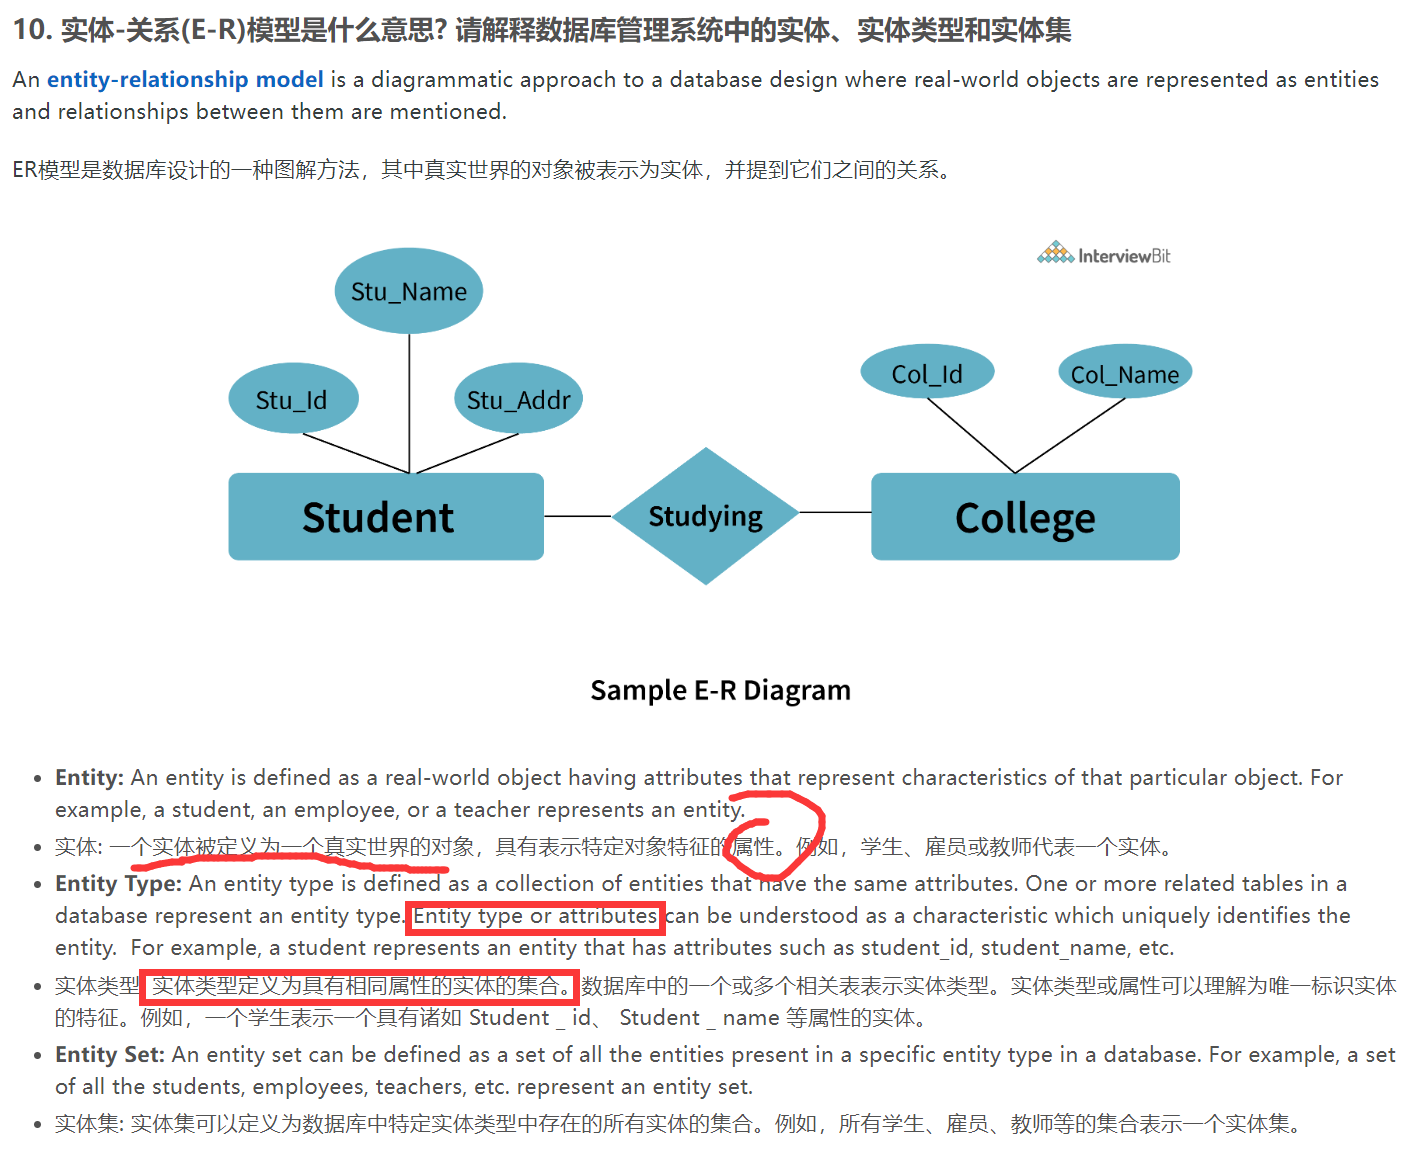 10. 实体-关系(E-R)模型是什么意思? 请解释数据库管理系统中的实体、实体类型和实体集
An entity-relationship model is a diagrammatic approach to a database design where real-world objects are represented as entities
and relationships between them are mentioned.
ER模型是数据库设计的一种图解方法，其中真实世界的对象被表示为实体，并提到它们之间的关系。
InterviewBit
Stu_Name
Stu_Id
Stu_Addr
Col_Id
Col_Name
Student
Studying
College
Sample E-R Diagram
• Entity: An entity is defined as a real-world object having attributes that represent characteristics of that particular object. For
example, a student, an employee, or a teacher represents an entity.
• 实体: 一个实体被定义为一个真实世界的对象，具有表示特定对象特征的属性。例如，学生、雇员或教师代表一个实体。
• Entity Type: An entity type is defined as a collection of entities that have the same attributes. One or more related tables in a
database represent an entity type. Entity type or attributes can be understood as a characteristic which uniquely identifies the
entity. For example, a student represents an entity that has attributes such as student_id, student_name, etc.
• 实体类型: 实体类型定义为具有相同属性的实体的集合。数据库中的一个或多个相关表表示实体类型。实体类型或属性可以理解为唯一标识实体
的特征。例如，一个学生表示一个具有诸如 Student _ id、 Student _ name 等属性的实体。
• Entity Set: An entity set can be defined as a set of all the entities present in a specific entity type in a database. For example, a set
of all the students, employees, teachers, etc. represent an entity set.
• 实体集: 实体集可以定义为数据库中特定实体类型中存在的所有实体的集合。例如，所有学生、雇员、教师等的集合表示一个实体集。